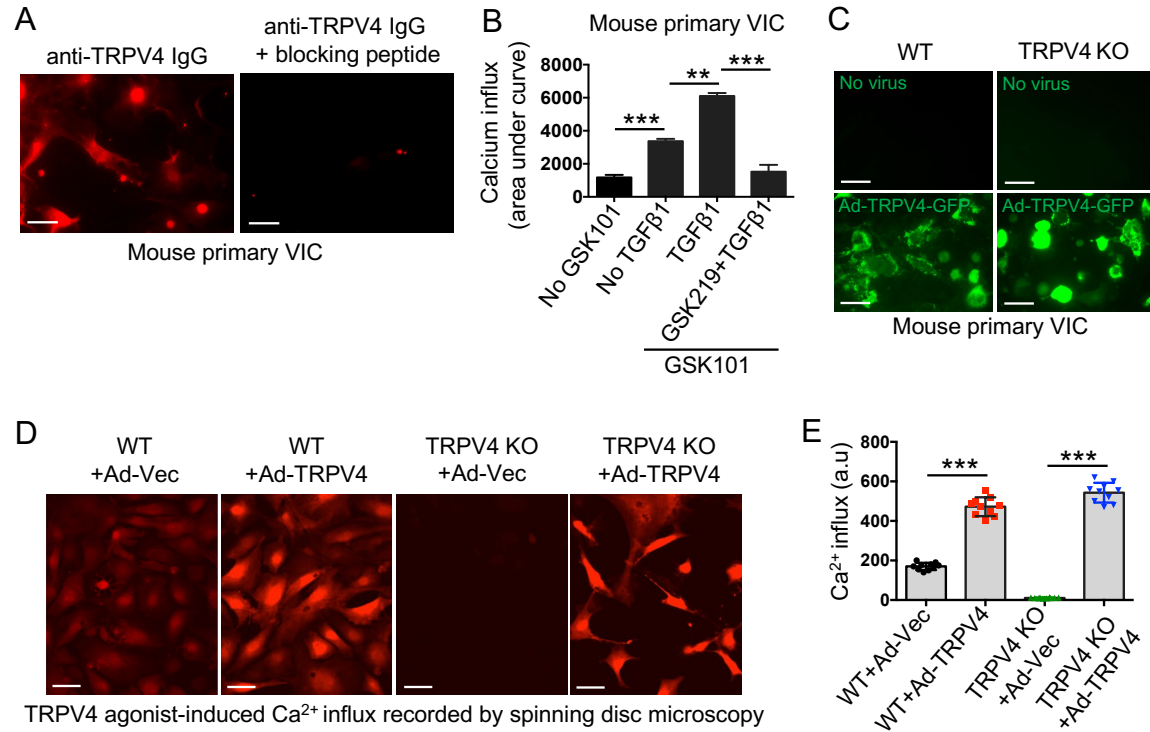 A
anti-TRPV4 IgG
anti-TRPV4 IgG
+ blocking peptide
Mouse primary VIC
B
Mouse primary VIC
Calcium influx
(area under curve)
8000
6000
4000
2000
0
***
**
***
No GSK101
No TGFβ1
TGFβ1
GSK219+TGFβ1
GSK101
C
WT
TRPV4 KO
No virus
No virus
Ad-TRPV4-GFP
Ad-TRPV4-GFP
Mouse primary VIC
D
WT
+Ad-Vec
WT
+Ad-TRPV4
TRPV4 KO
+Ad-Vec
TRPV4 KO
+Ad-TRPV4
TRPV4 agonist-induced Ca²⁺ influx recorded by spinning disc microscopy
E
Ca²⁺ influx (a.u)
800
600
400
200
0
***
***
WT+Ad-Vec
WT+Ad-TRPV4
TRPV4 KO
+Ad-Vec
TRPV4 KO
+Ad-TRPV4